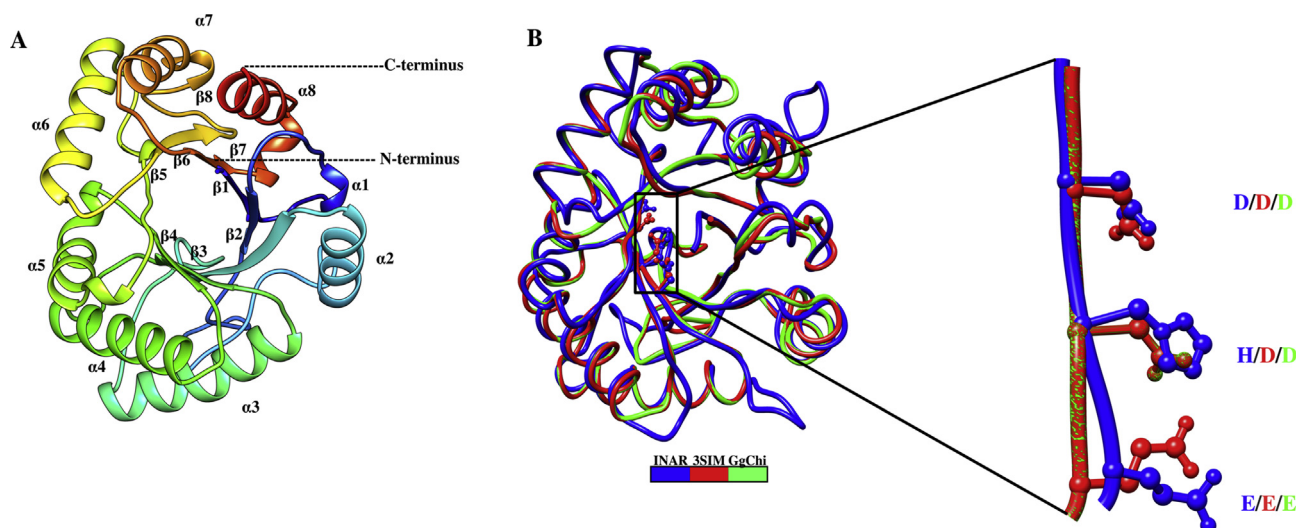 A
α7
C-terminus
β8
α8
α6
N-terminus
β6
β7
β5
β1
α1
β4
β3
β2
α2
α5
α4
α3
B
INAR 3SIM GgChi
D/D/D
H/D/D
E/E/E